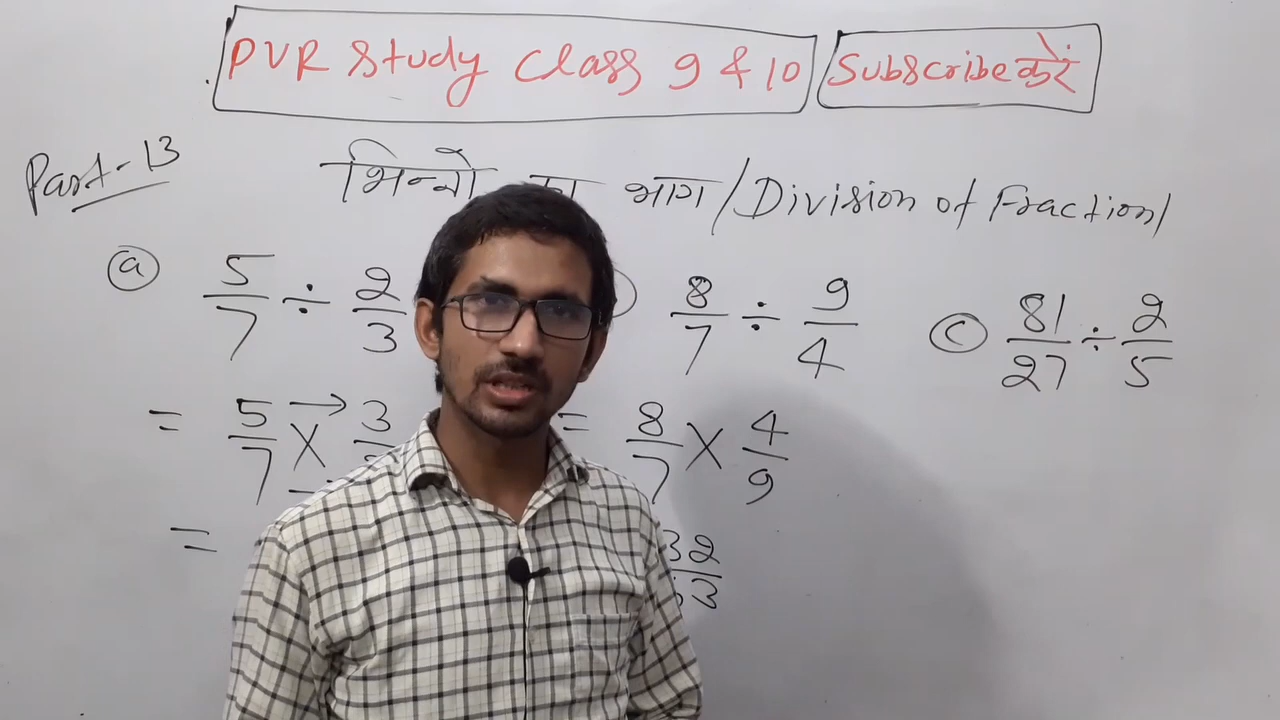 PVR Study Class 9 & 10 Subscribe करें
Part-13
भिन्नो का भाग/Division of Fraction/
(a) 5/7 ÷ 2/3
8/7 ÷ 9/4
(c) 81/27 ÷ 2/5
= 5/7 × 3
= 8/7 × 4/9
=
32